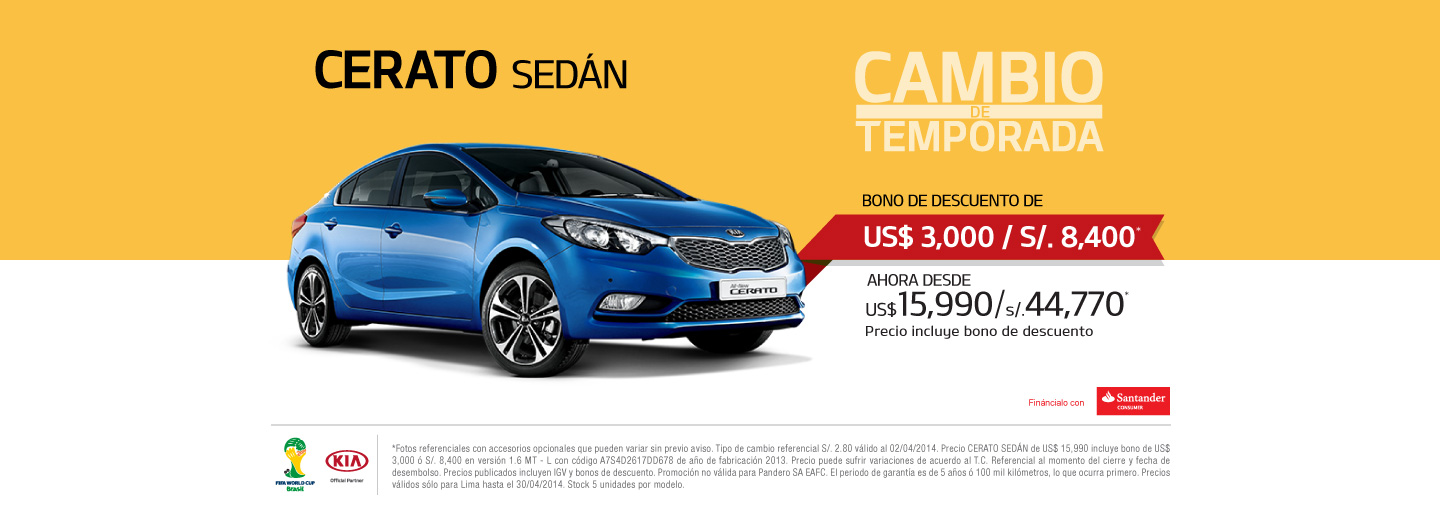 CERATO SEDÁN
CAMBIO
DE
TEMPORADA
BONO DE DESCUENTO DE
US$ 3,000 / S/. 8,400*
AHORA DESDE
US$15,990/s/.44,770*
Precio incluye bono de descuento
KIA
All-New
CERATO
Fináncialo con
Santander
CONSUMER
FIFA WORLD CUP
Brasil
KIA
Official Partner
*Fotos referenciales con accesorios opcionales que pueden variar sin previo aviso. Tipo de cambio referencial S/. 2.80 válido al 02/04/2014. Precio CERATO SEDÁN de US$ 15,990 incluye bono de US$
3,000 ó S/. 8,400 en versión 1.6 MT - L con código A7S4D2617DD678 de año de fabricación 2013. Precio puede sufrir variaciones de acuerdo al T.C. Referencial al momento del cierre y fecha de
desembolso. Precios publicados incluyen IGV y bonos de descuento. Promoción no válida para Pandero SA EAFC. El periodo de garantía es de 5 años ó 100 mil kilómetros, lo que ocurra primero. Precios
válidos sólo para Lima hasta el 30/04/2014. Stock 5 unidades por modelo.